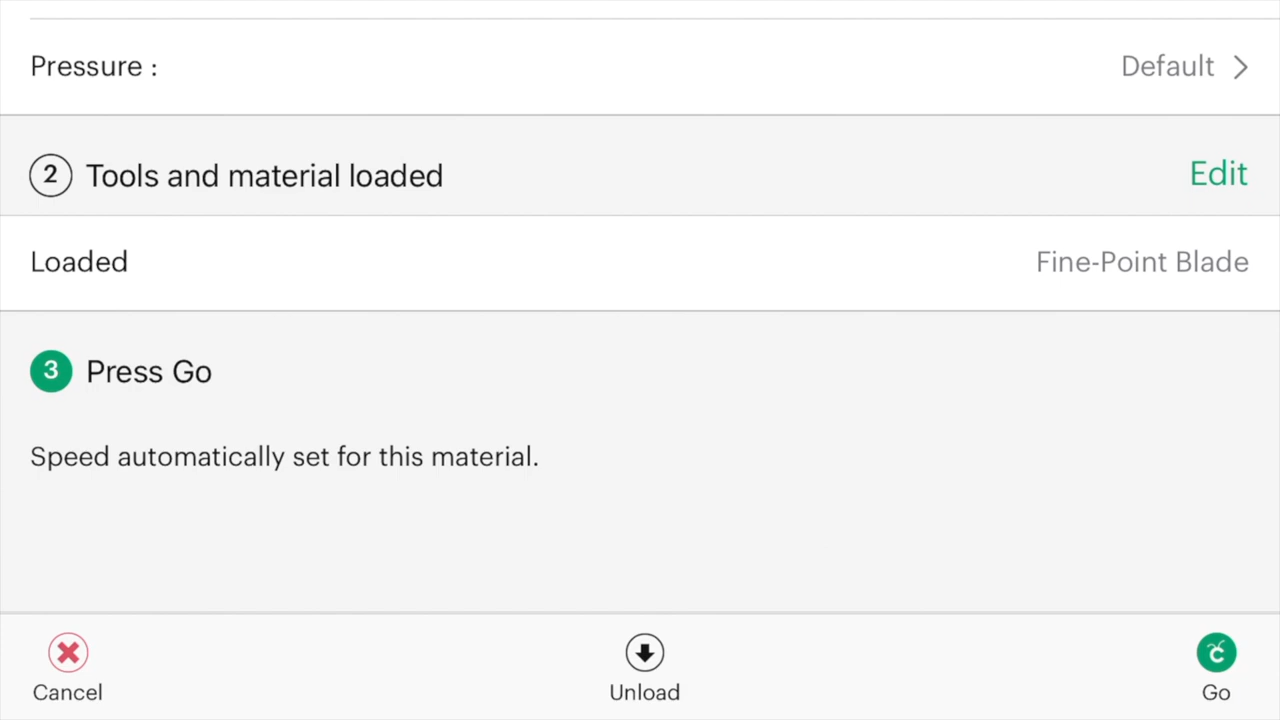 Pressure : Default
2 Tools and material loaded Edit
Loaded Fine-Point Blade
3 Press Go
Speed automatically set for this material.
Cancel Unload Go